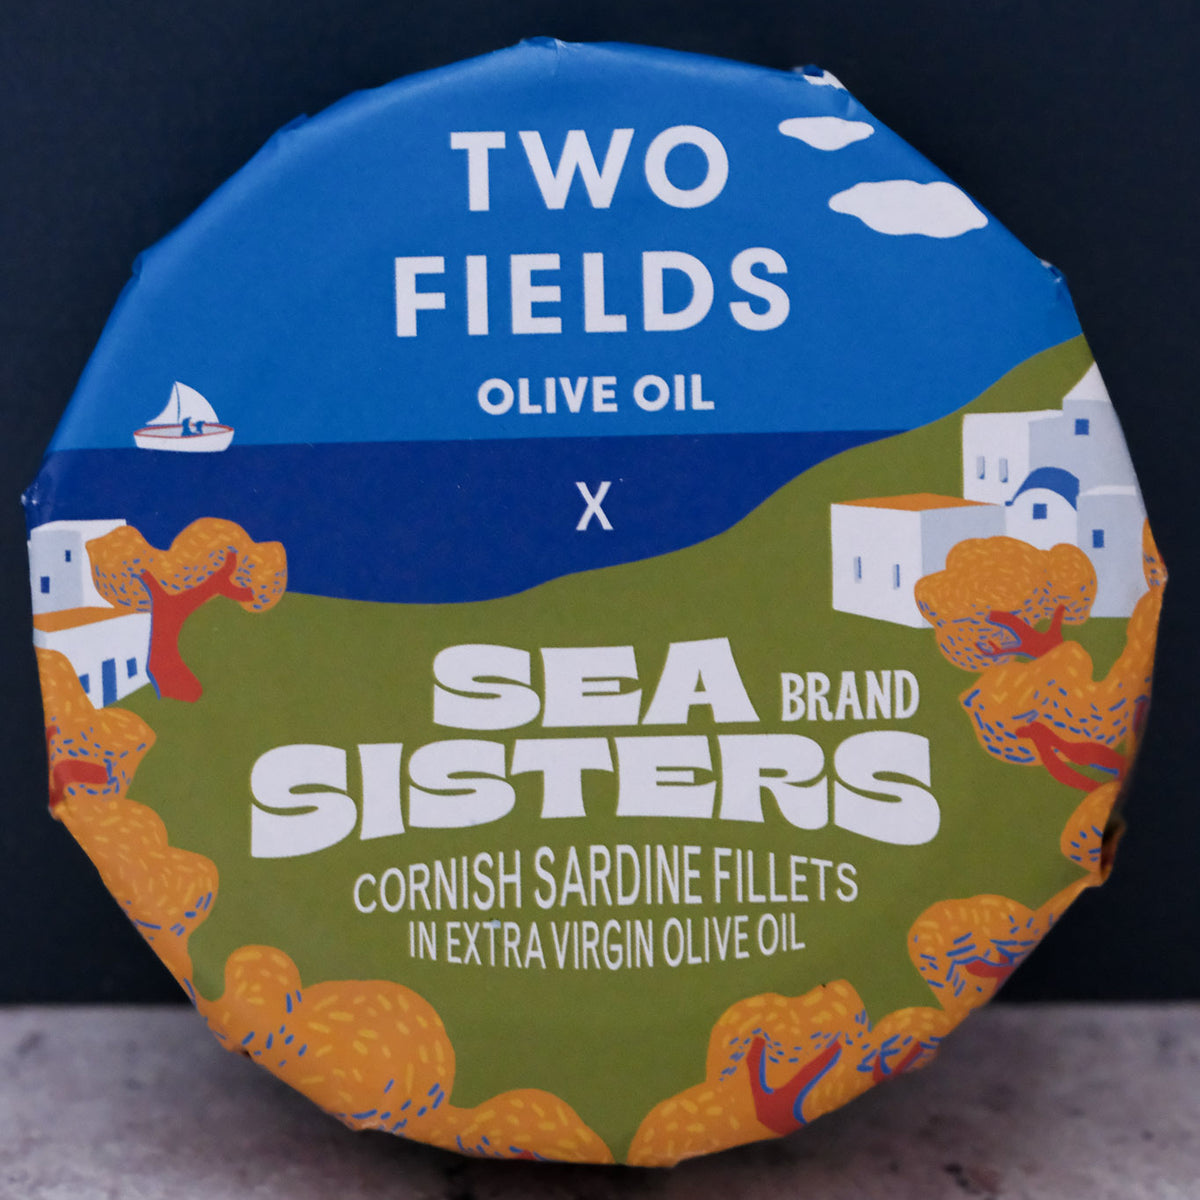 TWO
FIELDS
OLIVE OIL
X
SEA BRAND
SISTERS
CORNISH SARDINE FILLETS
IN EXTRA VIRGIN OLIVE OIL